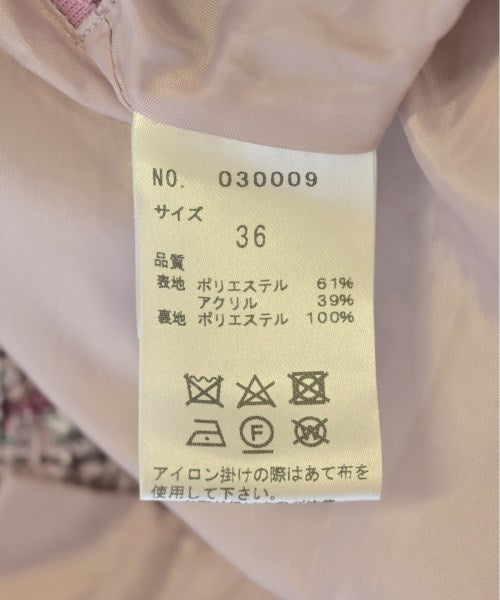 NO. 030009
サイズ
36
品質
表地 ポリエステル 61%
アクリル 39%
裏地 ポリエステル 100%
F W
アイロン掛けの際はあて布を
使用して下さい。